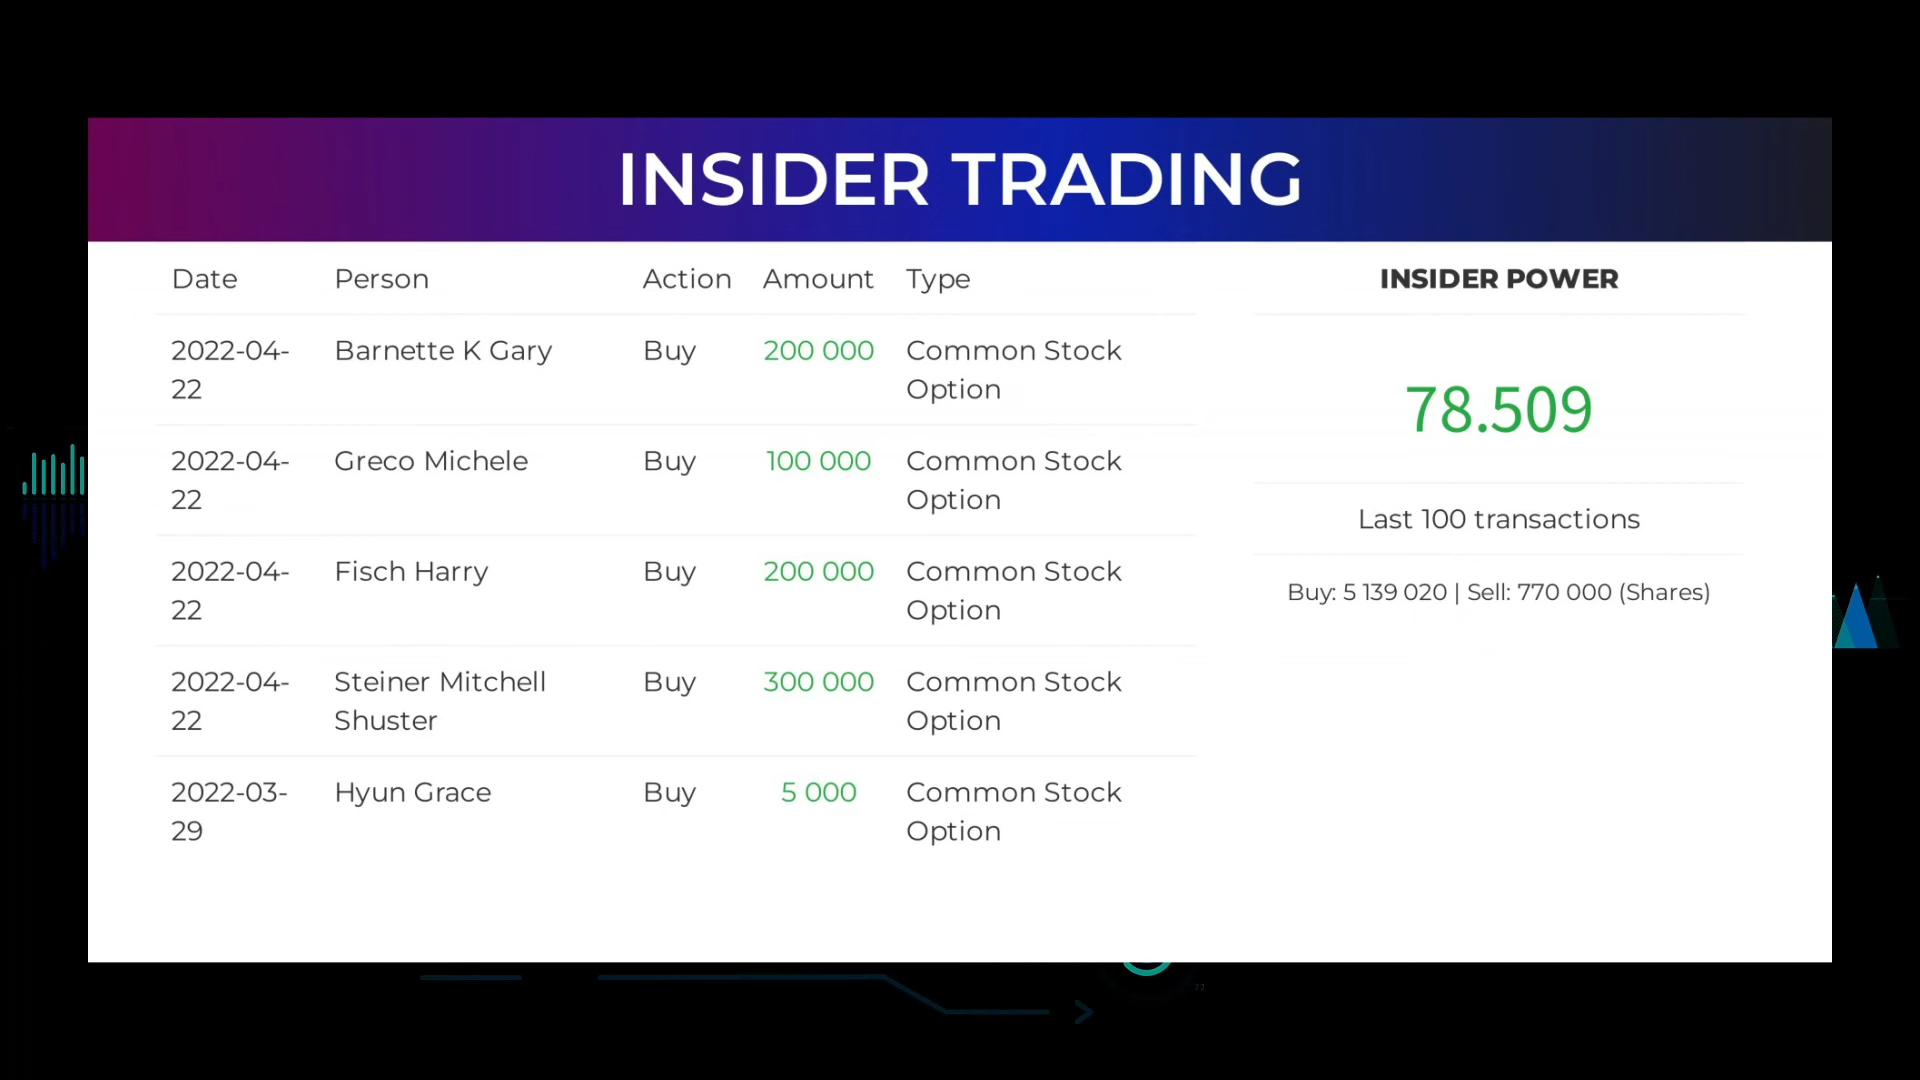 INSIDER TRADING
Date Person Action Amount Type
2022-04- Barnette K Gary Buy 200 000 Common Stock
22 Option
2022-04- Greco Michele Buy 100 000 Common Stock
22 Option
2022-04- Fisch Harry Buy 200 000 Common Stock
22 Option
2022-04- Steiner Mitchell Buy 300 000 Common Stock
22 Shuster Option
2022-03- Hyun Grace Buy 5 000 Common Stock
29 Option
INSIDER POWER
78.509
Last 100 transactions
Buy: 5 139 020 | Sell: 770 000 (Shares)